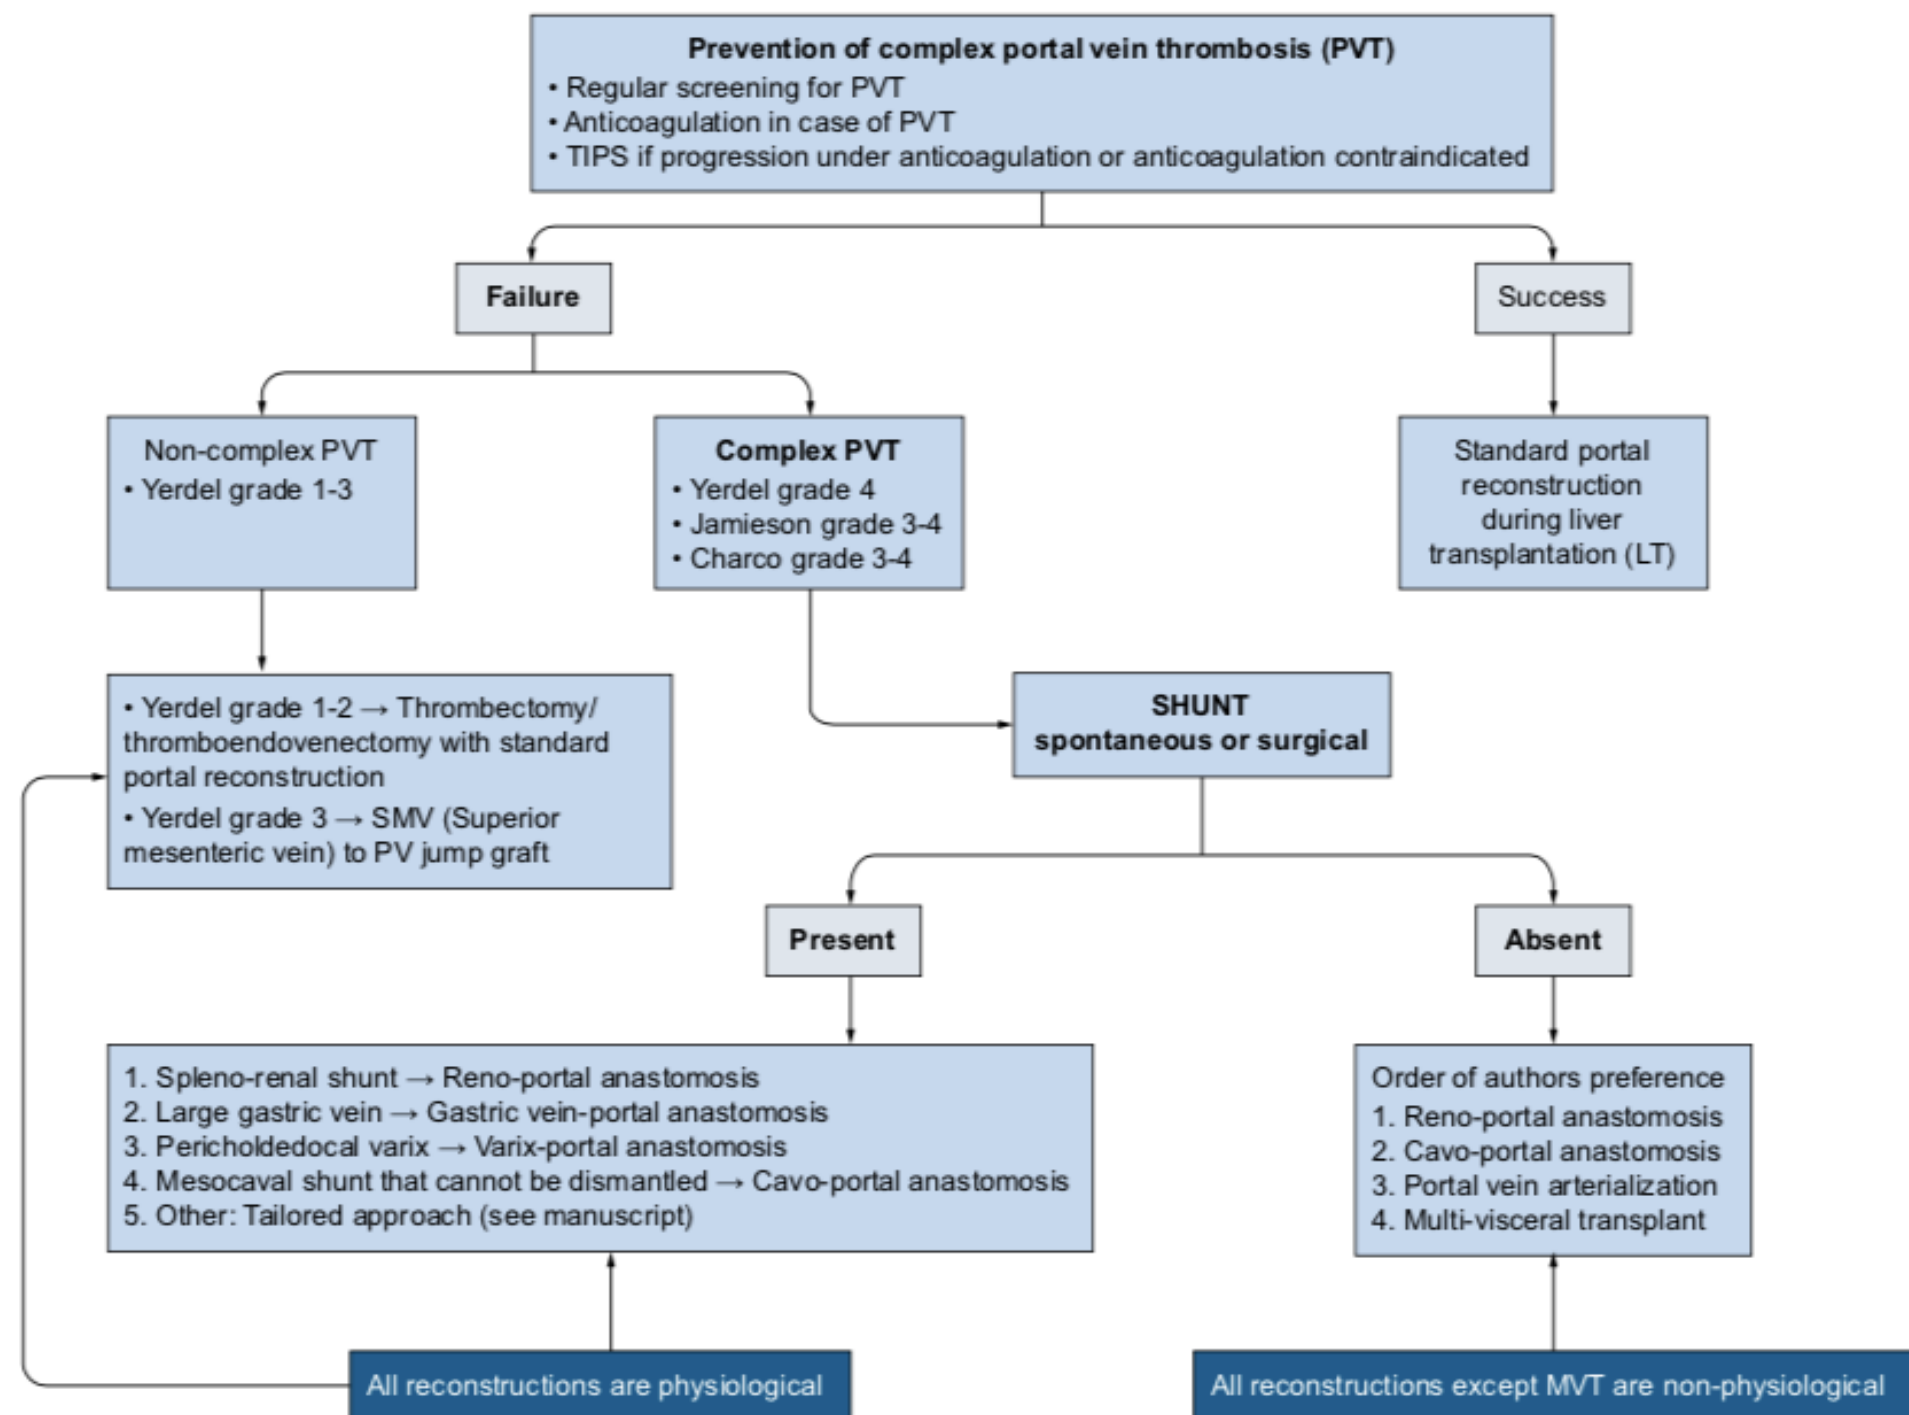 Prevention of complex portal vein thrombosis (PVT)
• Regular screening for PVT
• Anticoagulation in case of PVT
• TIPS if progression under anticoagulation or anticoagulation contraindicated
Failure
Success
Non-complex PVT
• Yerdel grade 1-3
Complex PVT
• Yerdel grade 4
• Jamieson grade 3-4
• Charco grade 3-4
Standard portal
reconstruction
during liver
transplantation (LT)
• Yerdel grade 1-2 → Thrombectomy/
thromboendovenectomy with standard
portal reconstruction
• Yerdel grade 3 → SMV (Superior
mesenteric vein) to PV jump graft
SHUNT
spontaneous or surgical
Present
Absent
1. Spleno-renal shunt → Reno-portal anastomosis
2. Large gastric vein → Gastric vein-portal anastomosis
3. Pericholdedocal varix → Varix-portal anastomosis
4. Mesocaval shunt that cannot be dismantled → Cavo-portal anastomosis
5. Other: Tailored approach (see manuscript)
Order of authors preference
1. Reno-portal anastomosis
2. Cavo-portal anastomosis
3. Portal vein arterialization
4. Multi-visceral transplant
All reconstructions are physiological
All reconstructions except MVT are non-physiological